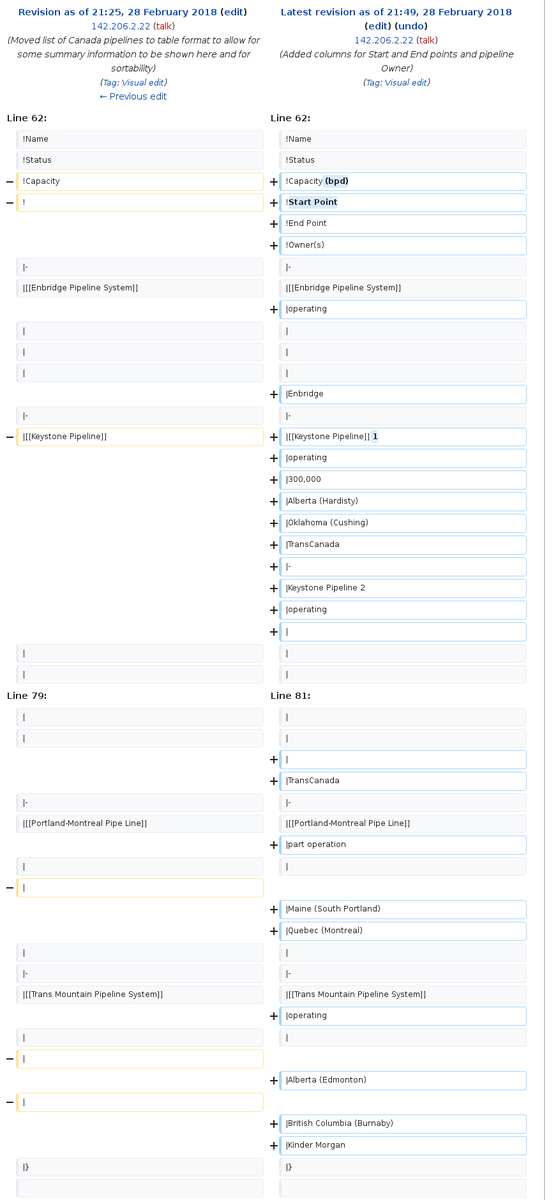 Revision as of 21:25, 28 February 2018 (edit)
142.206.2.22 (talk)
(Moved list of Canada pipelines to table format to allow for
some summary information to be shown here and for
sortability)
(Tag: Visual edit)
← Previous edit
Latest revision as of 21:49, 28 February 2018
(edit) (undo)
142.206.2.22 (talk)
(Added columns for Start and End points and pipeline
Owner)
(Tag: Visual edit)
Line 62: Line 62:
!Name !Name
!Status !Status
− !Capacity + !Capacity (bpd)
− ! + !Start Point
+ !End Point
+ !Owner(s)
|- |-
|[[Enbridge Pipeline System]] |[[Enbridge Pipeline System]]
+ |operating
| |
| |
| |
+ |Enbridge
|- |-
− |[[Keystone Pipeline]] + |[[Keystone Pipeline]] 1
+ |operating
+ |300,000
+ |Alberta (Hardisty)
+ |Oklahoma (Cushing)
+ |TransCanada
+ |-
+ |Keystone Pipeline 2
+ |operating
+ |
| |
| |
Line 79: Line 81:
| |
| |
+ |
+ |TransCanada
|- |-
|[[Portland-Montreal Pipe Line]] |[[Portland-Montreal Pipe Line]]
+ |part operation
| |
− |
+ |Maine (South Portland)
+ |Quebec (Montreal)
| |
|- |-
|[[Trans Mountain Pipeline System]] |[[Trans Mountain Pipeline System]]
+ |operating
| |
− |
+ |Alberta (Edmonton)
− |
+ |British Columbia (Burnaby)
+ |Kinder Morgan
|} |}